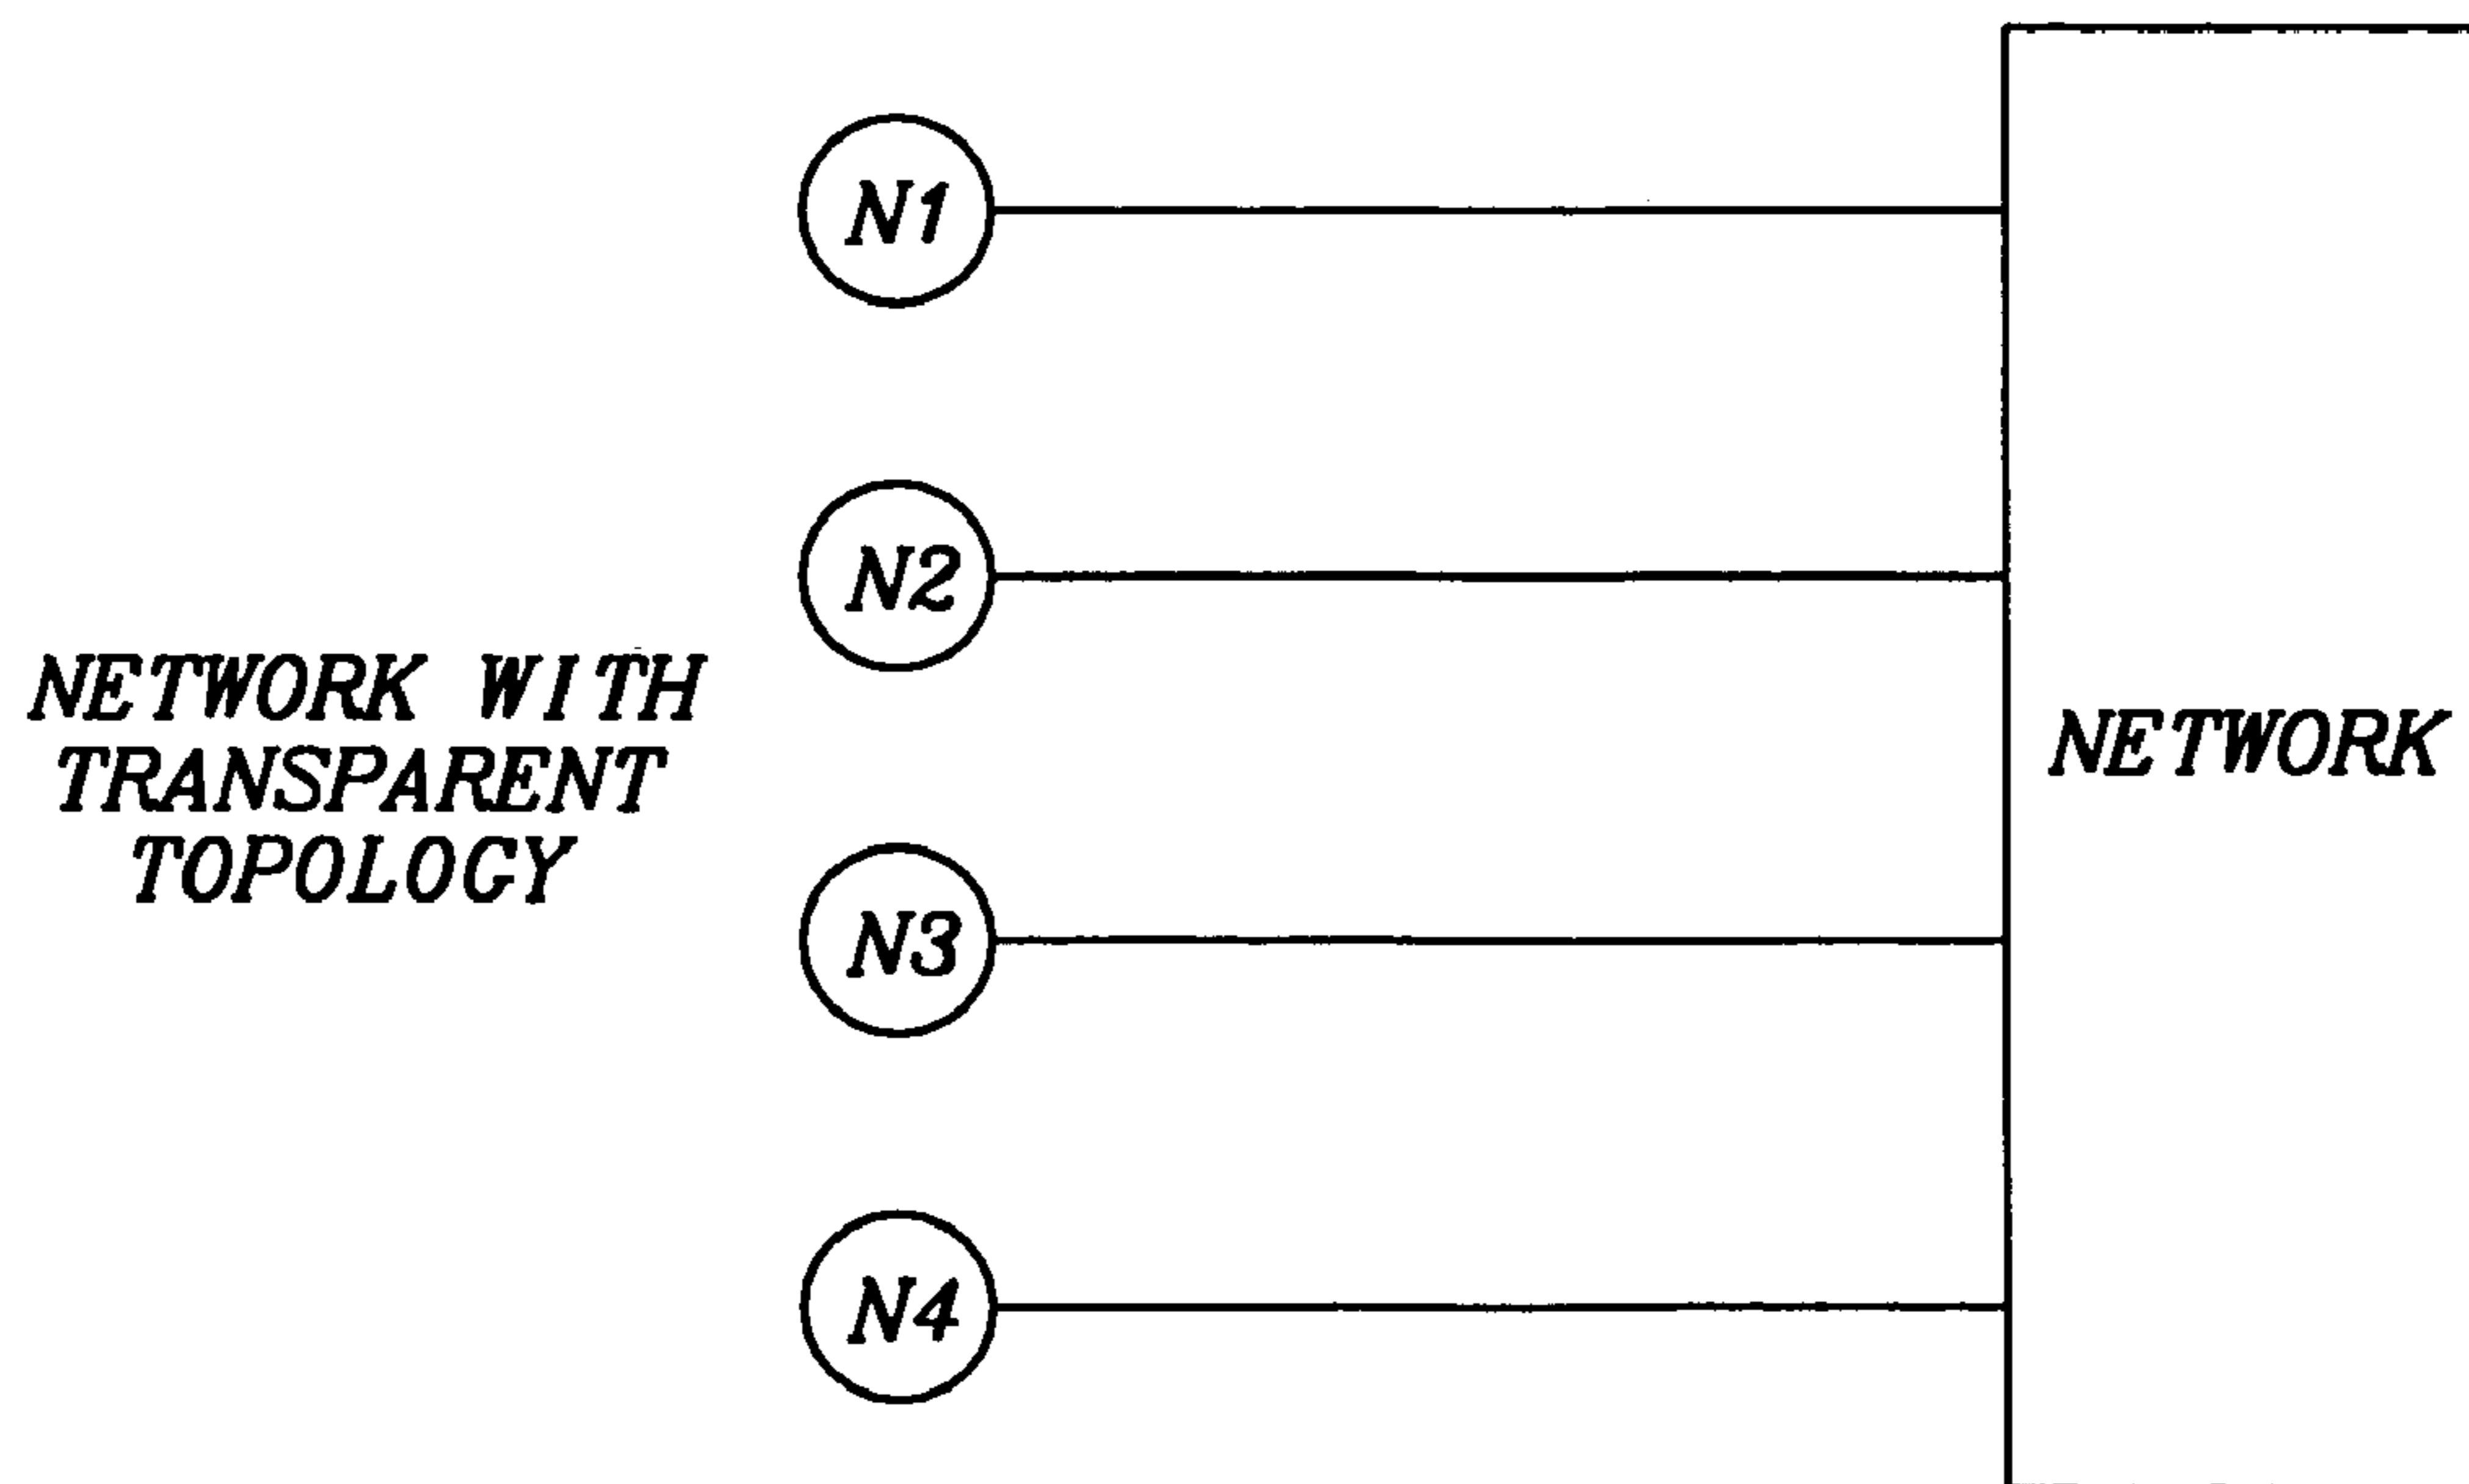 N1
N2
NETWORK WITH
TRANSPARENT
TOPOLOGY
NETWORK
N3
N4